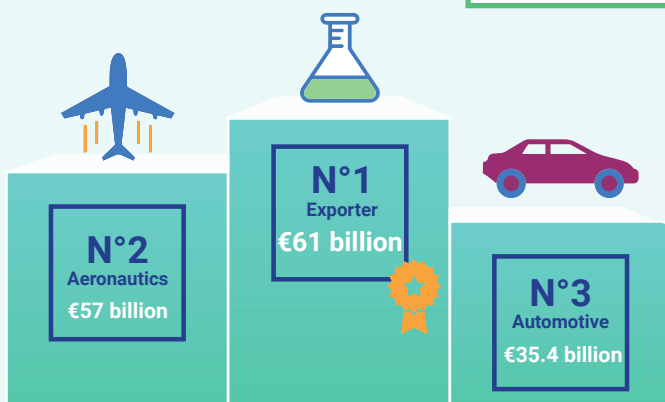 N°2
Aeronautics
€57 billion
N°1
Exporter
€61 billion
N°3
Automotive
€35.4 billion